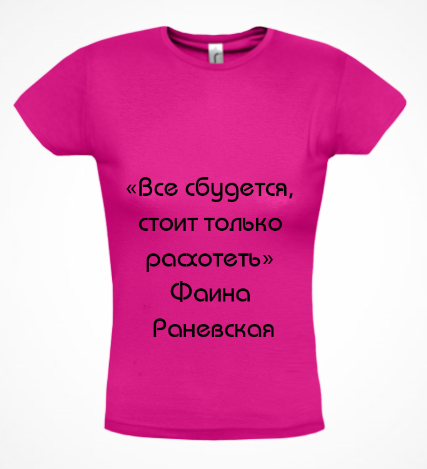 «Все сбудется,
стоит только
расхотеть»
Фаина
Раневская